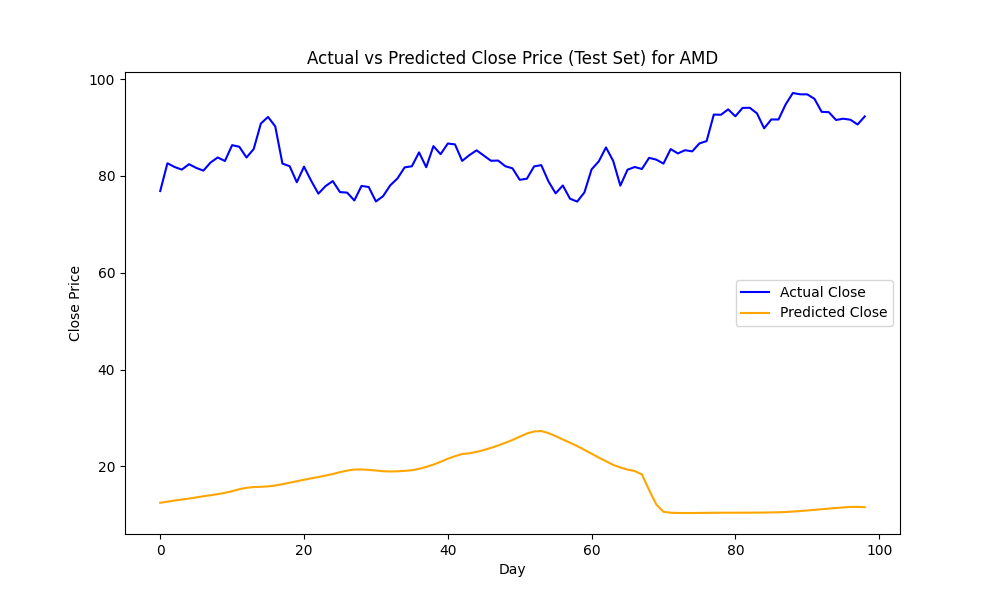 Actual vs Predicted Close Price (Test Set) for AMD
100
80
60
40
20
Close Price
Actual Close
Predicted Close
0
20
40
60
80
100
Day